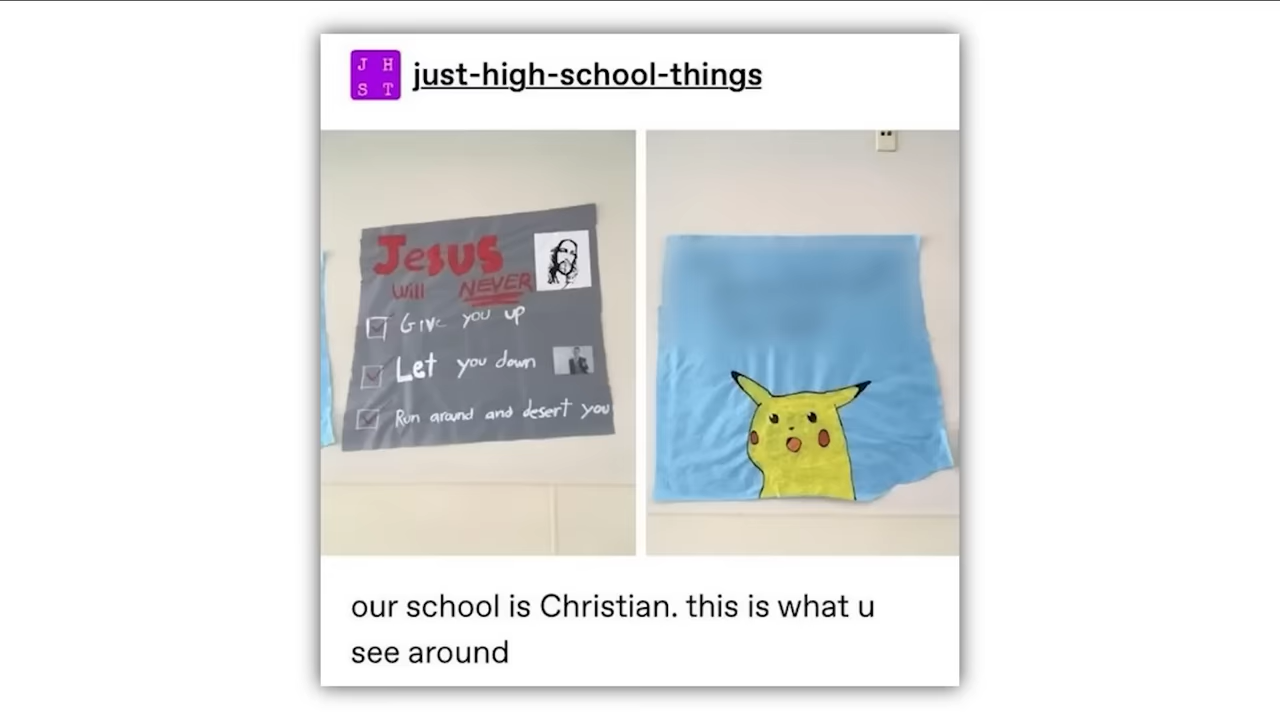 J H
S T
just-high-school-things
Jesus
Will NEVER
Give you up
Let you down
Run around and desert you
our school is Christian. this is what u
see around